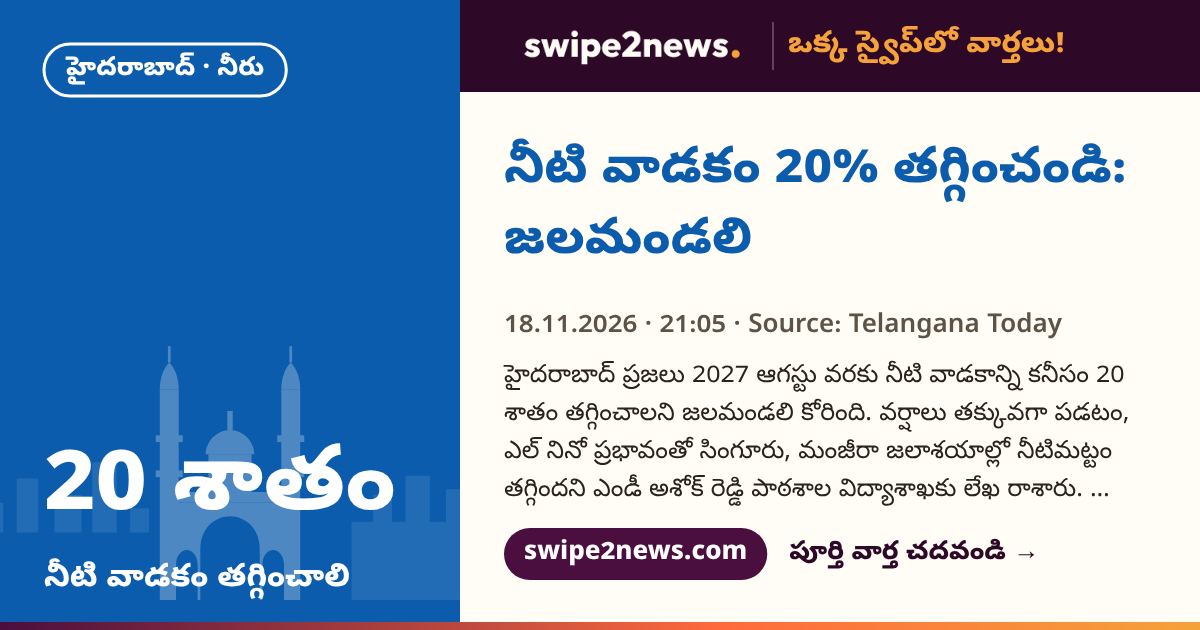 హైదరాబాద్ · నీరు
20 శాతం
నీటి వాడకం తగ్గించాలి
swipe2news.
ఒక్క స్వైప్‌లో వార్తలు!
నీటి వాడకం 20% తగ్గించండి:
జలమండలి
18.11.2026 · 21:05 · Source: Telangana Today
హైదరాబాద్ ప్రజలు 2027 ఆగస్టు వరకు నీటి వాడకాన్ని కనీసం 20
శాతం తగ్గించాలని జలమండలి కోరింది. వర్షాలు తక్కువగా పడటం,
ఎల్ నినో ప్రభావంతో సింగూరు, మంజీరా జలాశయాల్లో నీటిమట్టం
తగ్గిందని ఎండీ అశోక్ రెడ్డి పాఠశాల విద్యాశాఖకు లేఖ రాశారు. ...
swipe2news.com
పూర్తి వార్త చదవండి →